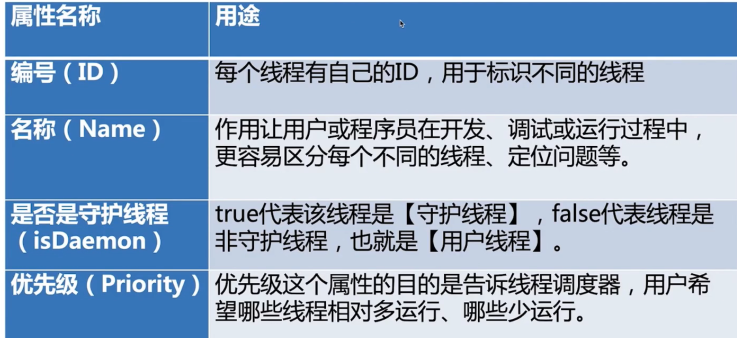 属性名称 用途
编号（ID） 每个线程有自己的ID，用于标识不同的线程
名称（Name） 作用让用户或程序员在开发、调试或运行过程中，
更容易区分每个不同的线程、定位问题等。
是否是守护线程 true代表该线程是【守护线程】，false代表线程是
（isDaemon） 非守护线程，也就是【用户线程】。
优先级（Priority） 优先级这个属性的目的是告诉线程调度器，用户希
望哪些线程相对多运行、哪些少运行。